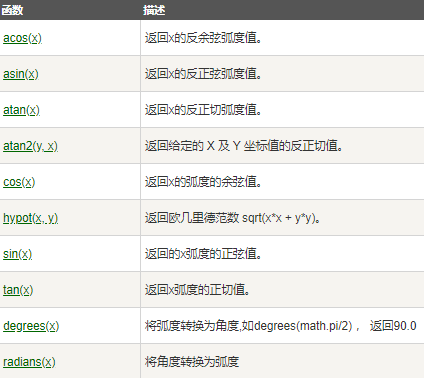 函数 描述
acos(x) 返回x的反余弦弧度值。
asin(x) 返回x的反正弦弧度值。
atan(x) 返回x的反正切弧度值。
atan2(y, x) 返回给定的 X 及 Y 坐标值的反正切值。
cos(x) 返回x的弧度的余弦值。
hypot(x, y) 返回欧几里德范数 sqrt(x*x + y*y)。
sin(x) 返回的x弧度的正弦值。
tan(x) 返回x弧度的正切值。
degrees(x) 将弧度转换为角度,如degrees(math.pi/2) ， 返回90.0
radians(x) 将角度转换为弧度